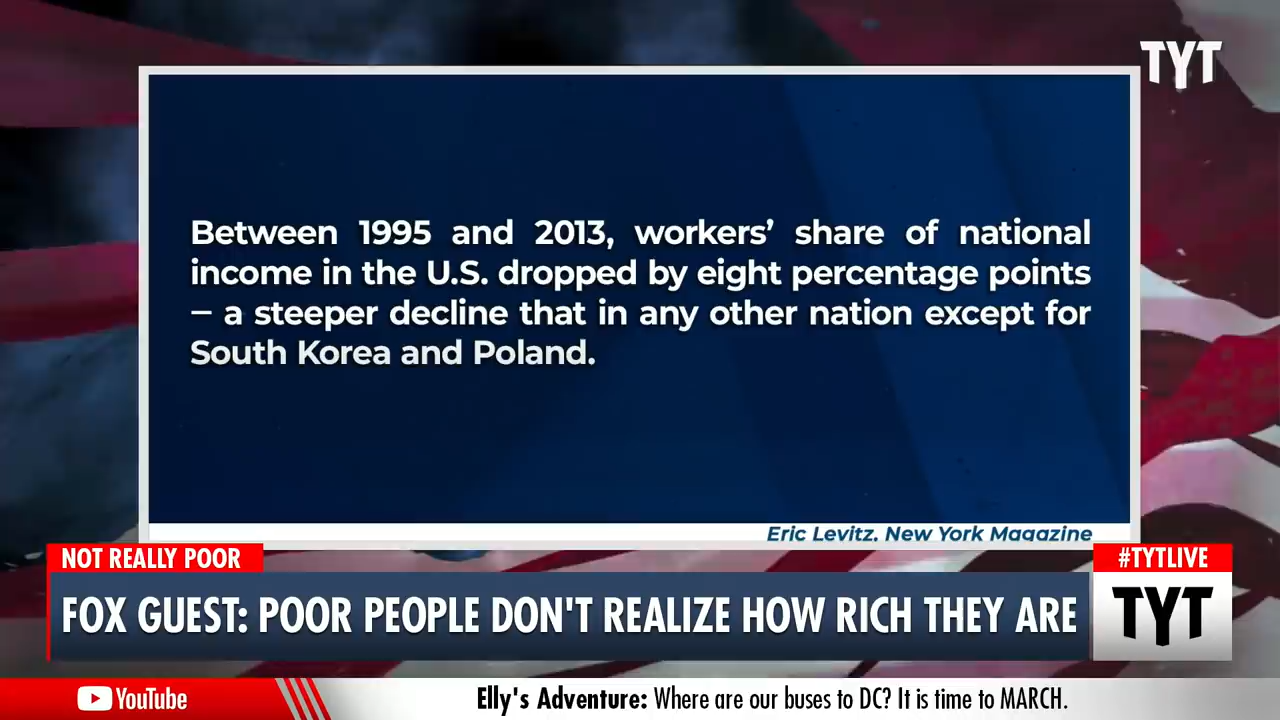 TYT
Between 1995 and 2013, workers’ share of national
income in the U.S. dropped by eight percentage points
– a steeper decline that in any other nation except for
South Korea and Poland.
Eric Levitz, New York Magazine
NOT REALLY POOR
#TYTLIVE
FOX GUEST: POOR PEOPLE DON'T REALIZE HOW RICH THEY ARE
TYT
YouTube
Elly's Adventure: Where are our buses to DC? It is time to MARCH.